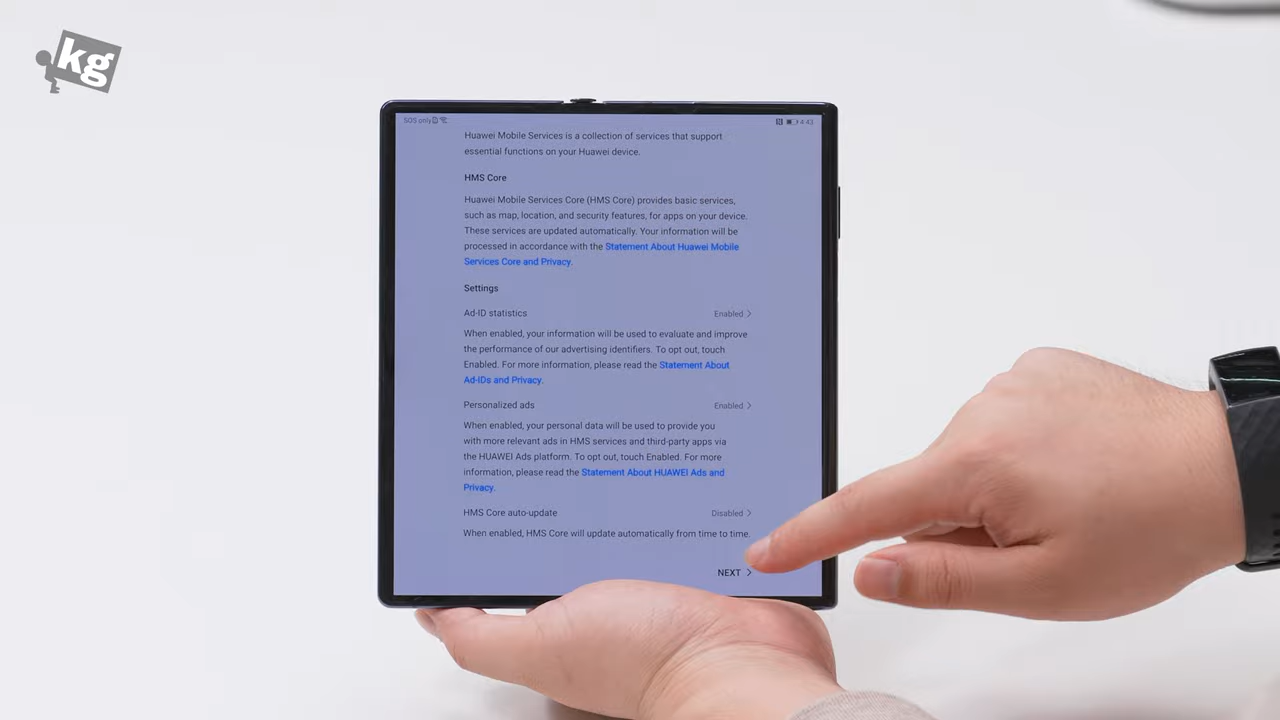 kg
SOS only
4:43
Huawei Mobile Services is a collection of services that support
essential functions on your Huawei device.
HMS Core
Huawei Mobile Services Core (HMS Core) provides basic services,
such as map, location, and security features, for apps on your device.
These services are updated automatically. Your information will be
processed in accordance with the Statement About Huawei Mobile
Services Core and Privacy.
Settings
Ad-ID statistics Enabled
When enabled, your information will be used to evaluate and improve
the performance of our advertising identifiers. To opt out, touch
Enabled. For more information, please read the Statement About
Ad-IDs and Privacy.
Personalized ads Enabled
When enabled, your personal data will be used to provide you
with more relevant ads in HMS services and third-party apps via
the HUAWEI Ads platform. To opt out, touch Enabled. For more
information, please read the Statement About HUAWEI Ads and
Privacy.
HMS Core auto-update Disabled
When enabled, HMS Core will update automatically from time to time.
NEXT